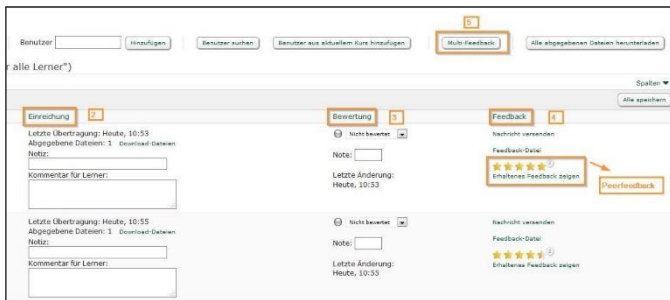 5
Benutzer Hinzufügen Benutzer suchen Benutzer aus aktuellem Kurs hinzufügen Multi-Feedback Alle abgegebenen Dateien herunterladen
r alle Lerner")
Spalten
Alle speichern
Einreichung 2 Bewertung 3 Feedback 4
Letzte Übertragung: Heute, 10:53 Nicht bewertet Nachricht versenden
Abgegebene Dateien: 1 Download-Dateien
Notiz: Note: Feedback-Datei
Kommentar für Lerner: Letzte Änderung: Erhaltenes Feedback zeigen
Heute, 10:53 Peerfeedback
Letzte Übertragung: Heute, 10:55 Nicht bewertet Nachricht versenden
Abgegebene Dateien: 1 Download-Dateien
Notiz: Note: Feedback-Datei
Kommentar für Lerner: Letzte Änderung: Erhaltenes Feedback zeigen
Heute, 10:55